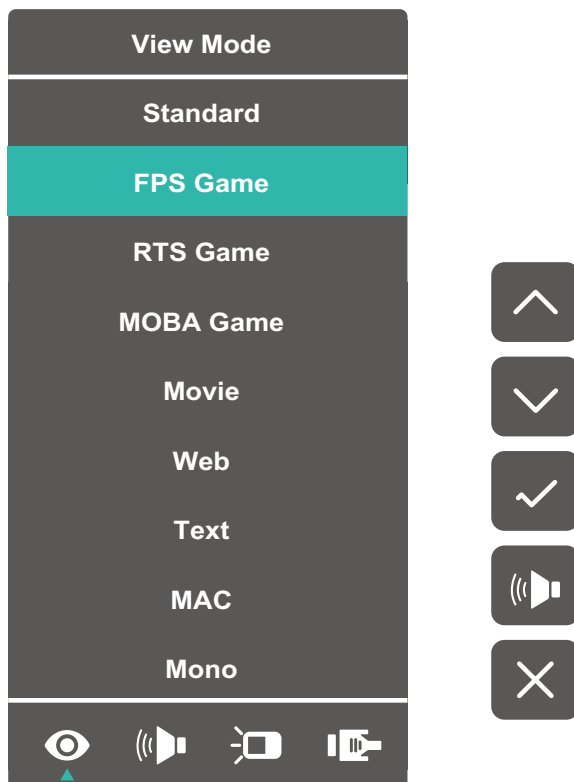 View Mode
Standard
FPS Game
RTS Game
MOBA Game
Movie
Web
Text
MAC
Mono